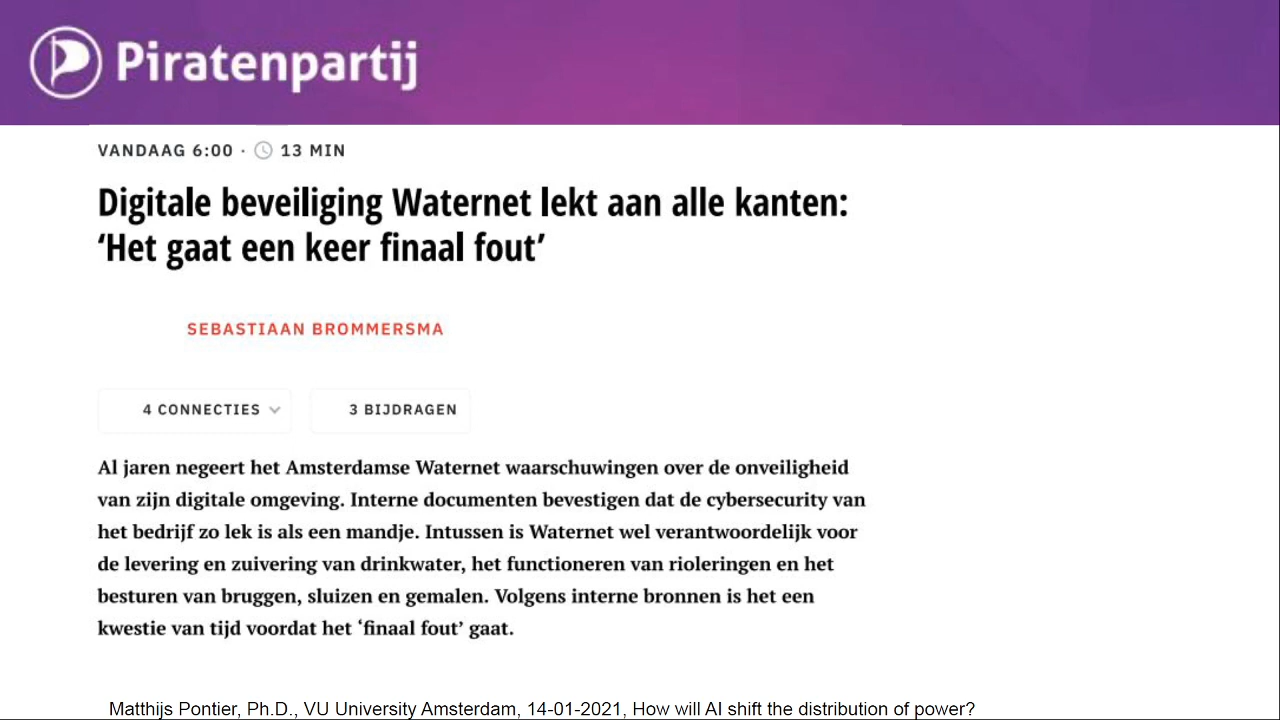 Piratenpartij
VANDAAG 6:00 · 13 MIN
Digitale beveiliging Waternet lekt aan alle kanten:
‘Het gaat een keer finaal fout’
SEBASTIAAN BROMMERSMA
4 CONNECTIES
3 BIJDRAGEN
Al jaren negeert het Amsterdamse Waternet waarschuwingen over de onveiligheid
van zijn digitale omgeving. Interne documenten bevestigen dat de cybersecurity van
het bedrijf zo lek is als een mandje. Intussen is Waternet wel verantwoordelijk voor
de levering en zuivering van drinkwater, het functioneren van rioleringen en het
besturen van bruggen, sluizen en gemalen. Volgens interne bronnen is het een
kwestie van tijd voordat het ‘finaal fout’ gaat.
Matthijs Pontier, Ph.D., VU University Amsterdam, 14-01-2021, How will AI shift the distribution of power?